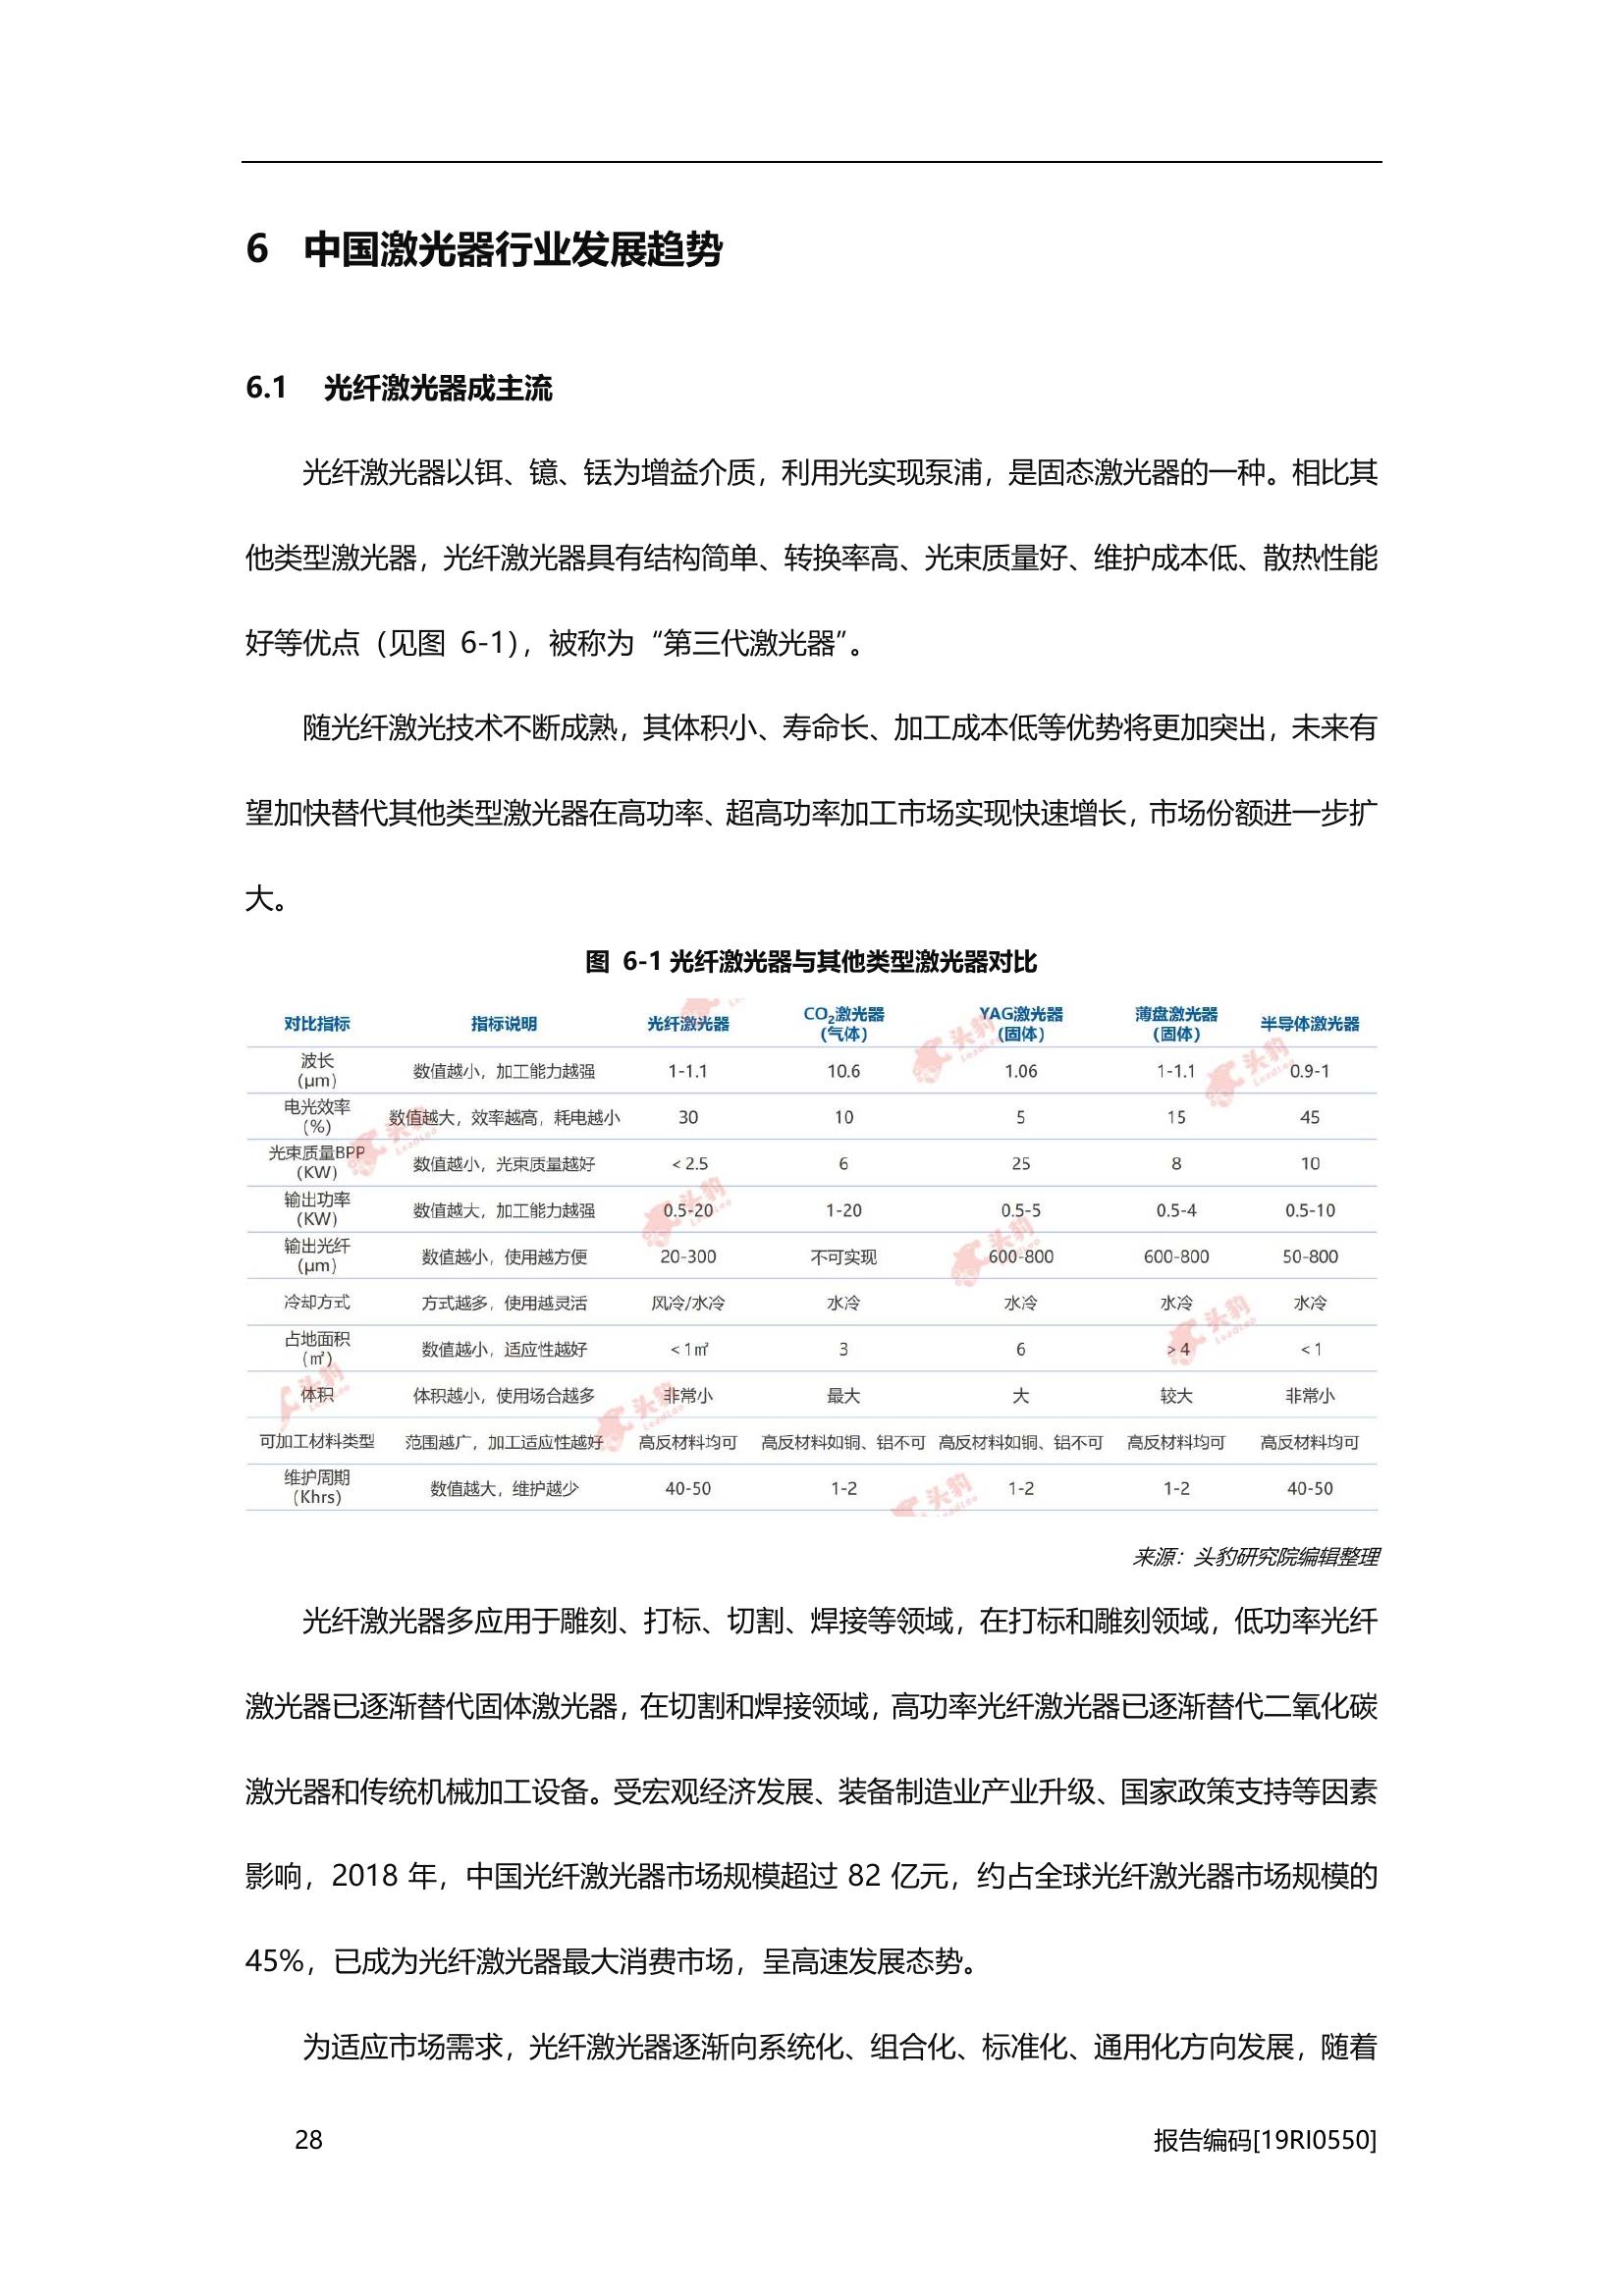 6 中国激光器行业发展趋势
6.1 光纤激光器成主流
光纤激光器以铒、镱、铥为增益介质，利用光实现泵浦，是固态激光器的一种。相比其
他类型激光器，光纤激光器具有结构简单、转换率高、光束质量好、维护成本低、散热性能
好等优点（见图 6-1），被称为“第三代激光器”。
随光纤激光技术不断成熟，其体积小、寿命长、加工成本低等优势将更加突出，未来有
望加快替代其他类型激光器在高功率、超高功率加工市场实现快速增长，市场份额进一步扩
大。
图 6-1 光纤激光器与其他类型激光器对比
对比指标 指标说明 光纤激光器 CO₂激光器（气体） YAG激光器（固体） 薄盘激光器（固体） 半导体激光器
波长（μm） 数值越小，加工能力越强 1-1.1 10.6 1.06 1-1.1 0.9-1
电光效率（%） 数值越大，效率越高，耗电越小 30 10 5 15 45
光束质量BPP（KW） 数值越小，光束质量越好 ＜2.5 6 25 8 10
输出功率（KW） 数值越大，加工能力越强 0.5-20 1-20 0.5-5 0.5-4 0.5-10
输出光纤（μm） 数值越小，使用越方便 20-300 不可实现 600-800 600-800 50-800
冷却方式 方式越多，使用越灵活 风冷/水冷 水冷 水冷 水冷 水冷
占地面积（㎡） 数值越小，适应性越好 ＜1㎡ 3 6 ＞4 ＜1
体积 体积越小，使用场合越多 非常小 最大 大 较大 非常小
可加工材料类型 范围越广，加工适应性越好 高反材料均可 高反材料如铜、铝不可 高反材料如铜、铝不可 高反材料均可 高反材料均可
维护周期（Khrs） 数值越大，维护越少 40-50 1-2 1-2 1-2 40-50
来源：头豹研究院编辑整理
光纤激光器多应用于雕刻、打标、切割、焊接等领域，在打标和雕刻领域，低功率光纤
激光器已逐渐替代固体激光器，在切割和焊接领域，高功率光纤激光器已逐渐替代二氧化碳
激光器和传统机械加工设备。受宏观经济发展、装备制造业产业升级、国家政策支持等因素
影响，2018 年，中国光纤激光器市场规模超过 82 亿元，约占全球光纤激光器市场规模的
45%，已成为光纤激光器最大消费市场，呈高速发展态势。
为适应市场需求，光纤激光器逐渐向系统化、组合化、标准化、通用化方向发展，随着
28 报告编码[19RI0550]